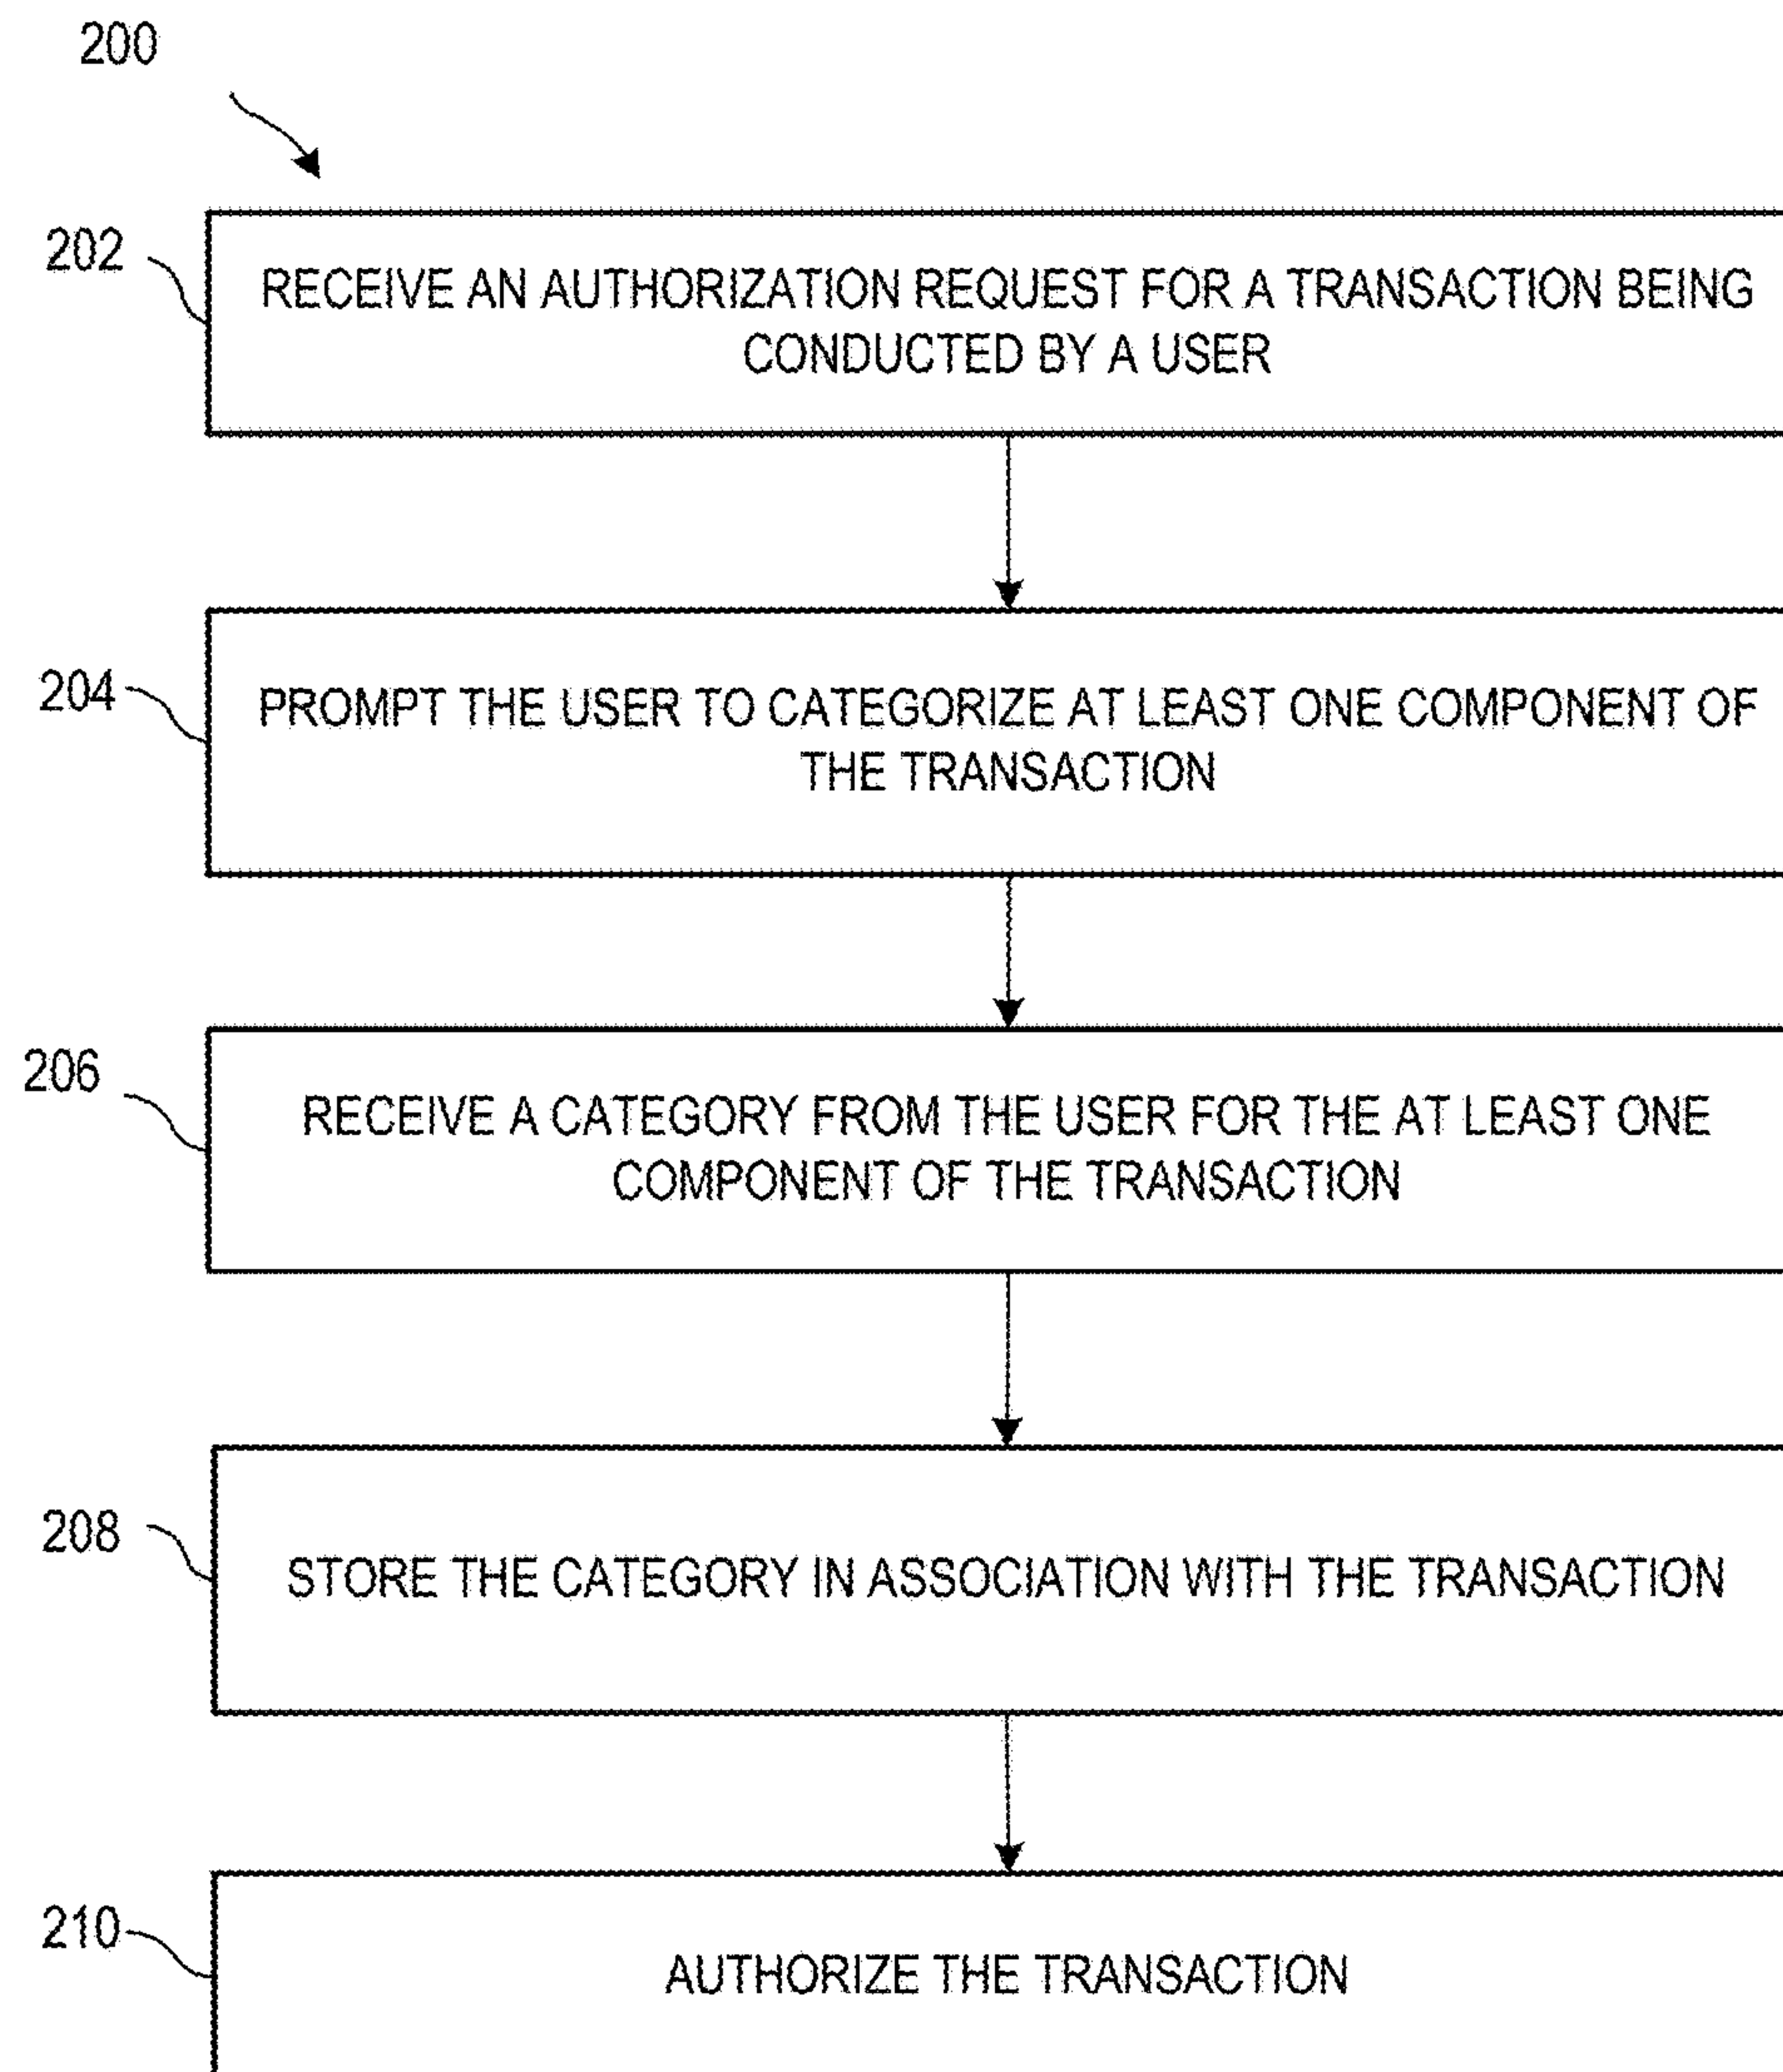 200
202
RECEIVE AN AUTHORIZATION REQUEST FOR A TRANSACTION BEING
CONDUCTED BY A USER
204
PROMPT THE USER TO CATEGORIZE AT LEAST ONE COMPONENT OF
THE TRANSACTION
206
RECEIVE A CATEGORY FROM THE USER FOR THE AT LEAST ONE
COMPONENT OF THE TRANSACTION
208
STORE THE CATEGORY IN ASSOCIATION WITH THE TRANSACTION
210
AUTHORIZE THE TRANSACTION